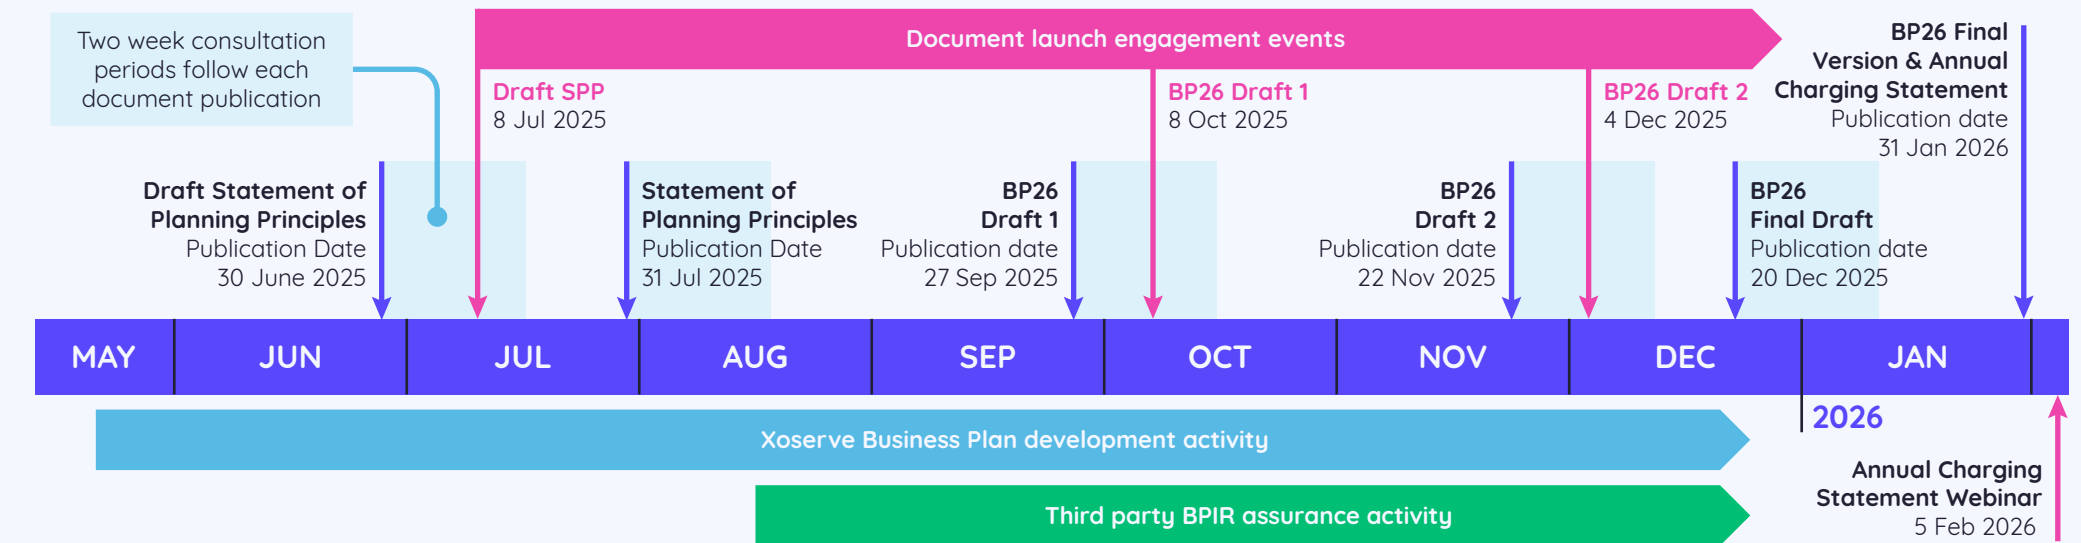 Two week consultation
periods follow each
document publication
Document launch engagement events
Draft SPP
8 Jul 2025
BP26 Draft 1
8 Oct 2025
BP26 Draft 2
4 Dec 2025
BP26 Final
Version & Annual
Charging Statement
Publication date
31 Jan 2026
Draft Statement of
Planning Principles
Publication Date
30 June 2025
Statement of
Planning Principles
Publication Date
31 Jul 2025
BP26
Draft 1
Publication date
27 Sep 2025
BP26
Draft 2
Publication date
22 Nov 2025
BP26
Final Draft
Publication date
20 Dec 2025
MAY JUN JUL AUG SEP OCT NOV DEC JAN
2026
Xoserve Business Plan development activity
Third party BPIR assurance activity
Annual Charging
Statement Webinar
5 Feb 2026